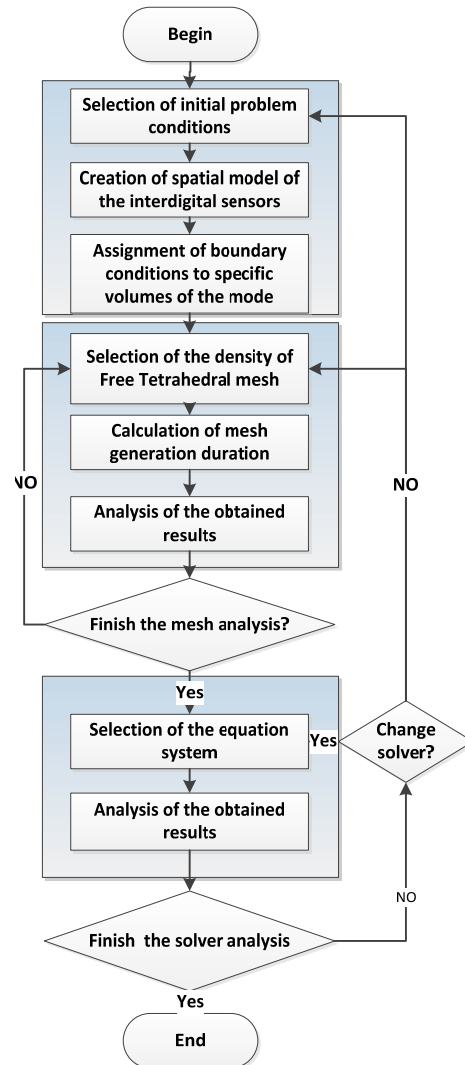 Begin
Selection of initial problem
conditions
Creation of spatial model of
the interdigital sensors
Assignment of boundary
conditions to specific
volumes of the mode
Selection of the density of
Free Tetrahedral mesh
Calculation of mesh
generation duration
NO
NO
Analysis of the obtained
results
Finish the mesh analysis?
Yes
Selection of the equation
system
Yes
Change
solver?
Analysis of the obtained
results
NO
Finish the solver analysis
Yes
End